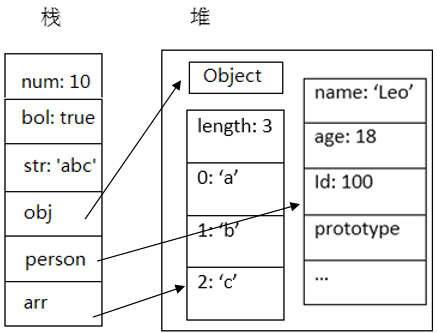 栈
堆
num: 10
bol: true
str: 'abc'
obj
person
arr
Object
length: 3
0: ‘a’
1: ‘b’
2: ‘c’
name: ‘Leo’
age: 18
Id: 100
prototype
...